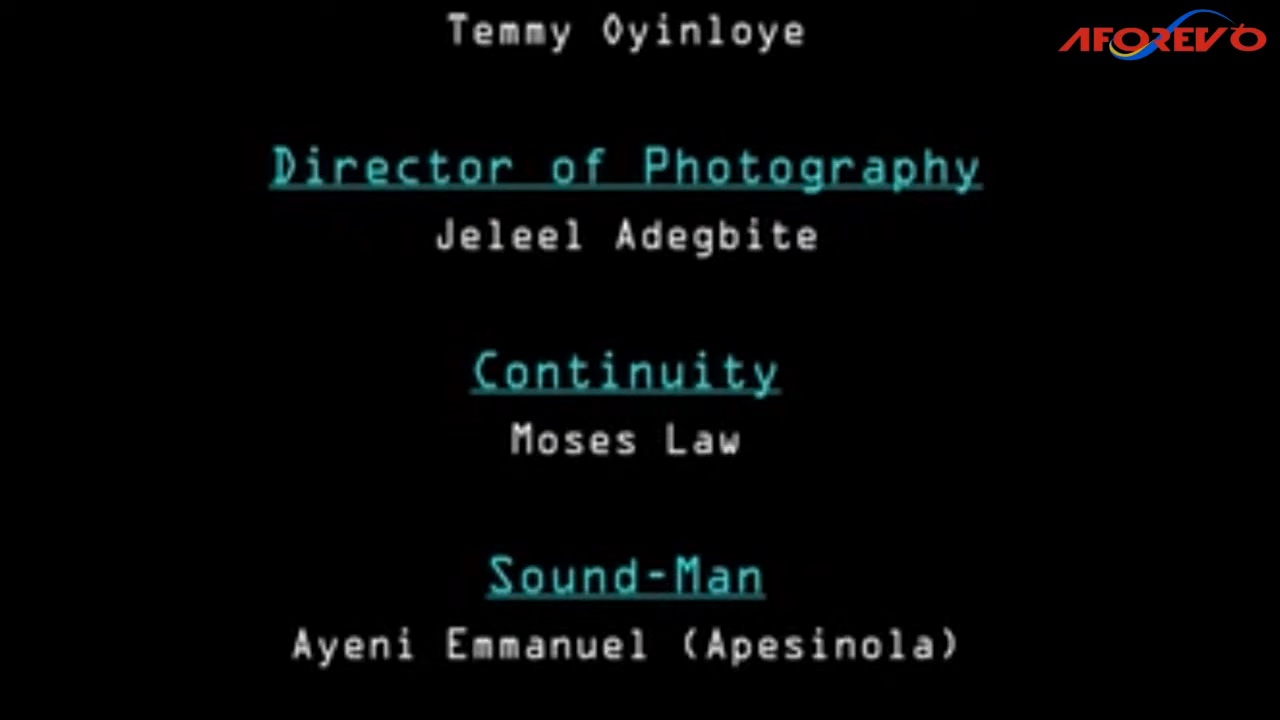 Temmy Oyinloye
AFOREVO
Director of Photography
Jeleel Adegbite
Continuity
Moses Law
Sound-Man
Ayeni Emmanuel (Apesinola)